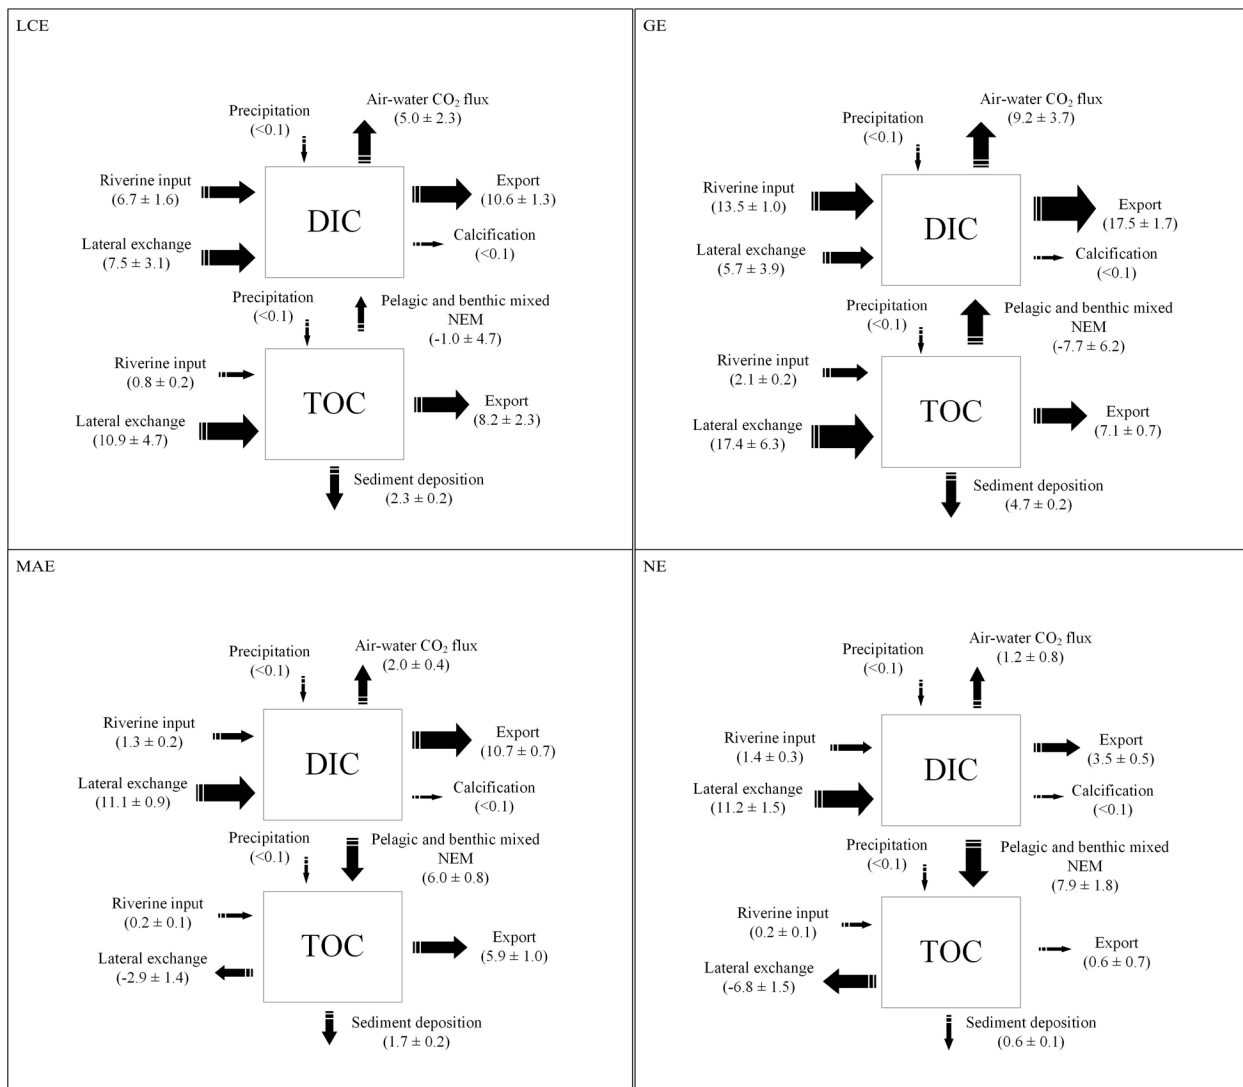 LCE
Air-water CO₂ flux
(5.0 ± 2.3)
Precipitation
(<0.1)
Riverine input
(6.7 ± 1.6)
Export
(10.6 ± 1.3)
DIC
Lateral exchange
(7.5 ± 3.1)
Calcification
(<0.1)
Precipitation
(<0.1)
Pelagic and benthic mixed
NEM
(-1.0 ± 4.7)
Riverine input
(0.8 ± 0.2)
TOC
Export
(8.2 ± 2.3)
Lateral exchange
(10.9 ± 4.7)
Sediment deposition
(2.3 ± 0.2)
GE
Air-water CO₂ flux
(9.2 ± 3.7)
Precipitation
(<0.1)
Riverine input
(13.5 ± 1.0)
Export
(17.5 ± 1.7)
DIC
Lateral exchange
(5.7 ± 3.9)
Calcification
(<0.1)
Precipitation
(<0.1)
Pelagic and benthic mixed
NEM
(-7.7 ± 6.2)
Riverine input
(2.1 ± 0.2)
TOC
Export
(7.1 ± 0.7)
Lateral exchange
(17.4 ± 6.3)
Sediment deposition
(4.7 ± 0.2)
MAE
Air-water CO₂ flux
(2.0 ± 0.4)
Precipitation
(<0.1)
Riverine input
(1.3 ± 0.2)
Export
(10.7 ± 0.7)
DIC
Lateral exchange
(11.1 ± 0.9)
Calcification
(<0.1)
Precipitation
(<0.1)
Pelagic and benthic mixed
NEM
(6.0 ± 0.8)
Riverine input
(0.2 ± 0.1)
TOC
Export
(5.9 ± 1.0)
Lateral exchange
(-2.9 ± 1.4)
Sediment deposition
(1.7 ± 0.2)
NE
Air-water CO₂ flux
(1.2 ± 0.8)
Precipitation
(<0.1)
Riverine input
(1.4 ± 0.3)
Export
(3.5 ± 0.5)
DIC
Lateral exchange
(11.2 ± 1.5)
Calcification
(<0.1)
Precipitation
(<0.1)
Pelagic and benthic mixed
NEM
(7.9 ± 1.8)
Riverine input
(0.2 ± 0.1)
TOC
Export
(0.6 ± 0.7)
Lateral exchange
(-6.8 ± 1.5)
Sediment deposition
(0.6 ± 0.1)